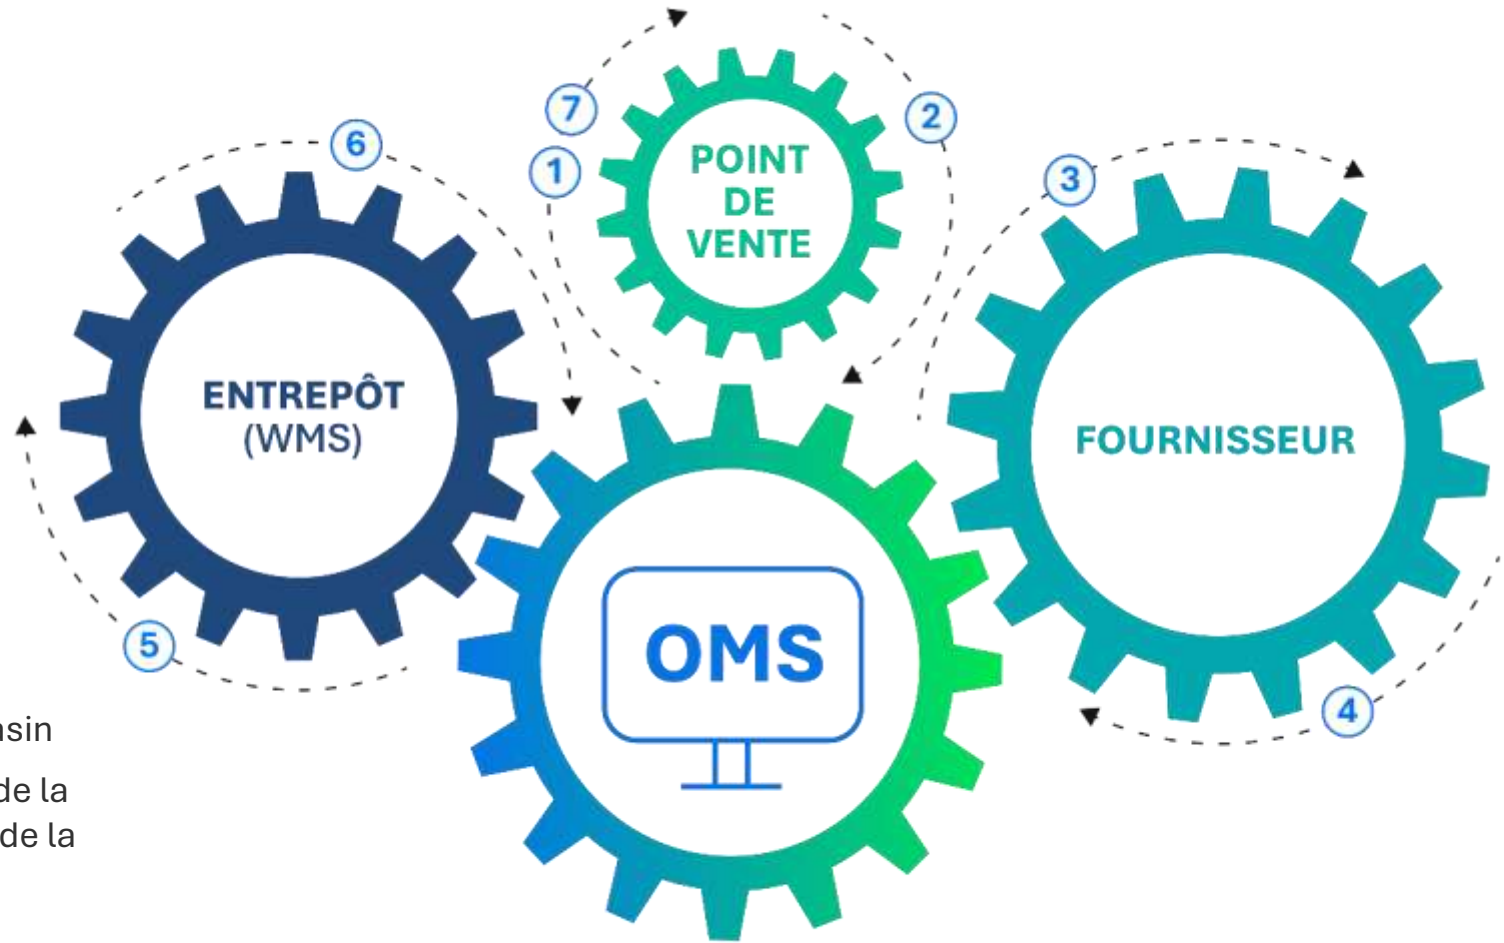 7
1
2
6
3
POINT
DE
VENTE
ENTREPÔT
(WMS)
FOURNISSEUR
OMS
5
4
de la
de la